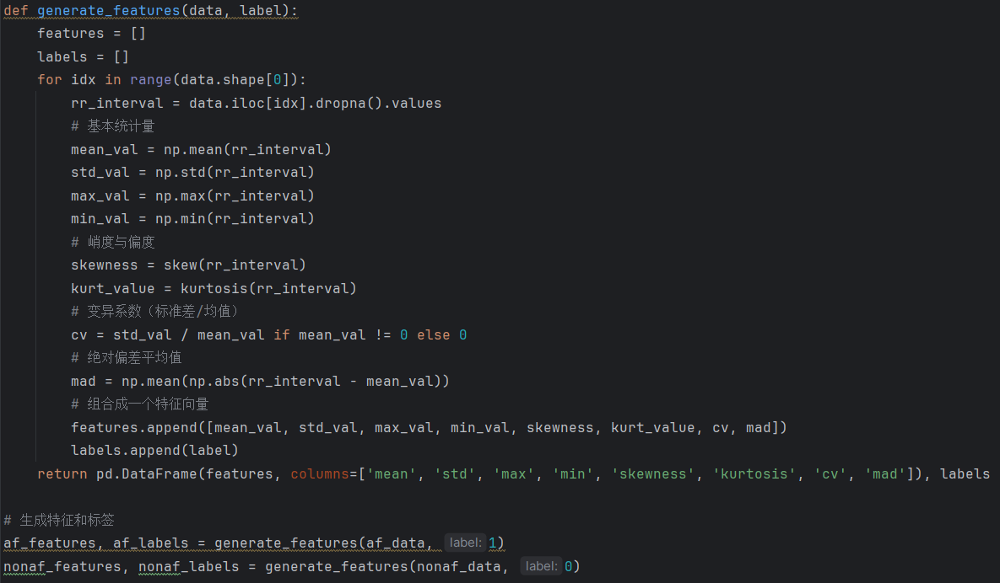 def generate_features(data, label):
    features = []
    labels = []
    for idx in range(data.shape[0]):
        rr_interval = data.iloc[idx].dropna().values
        # 基本统计量
        mean_val = np.mean(rr_interval)
        std_val = np.std(rr_interval)
        max_val = np.max(rr_interval)
        min_val = np.min(rr_interval)
        # 峭度与偏度
        skewness = skew(rr_interval)
        kurt_value = kurtosis(rr_interval)
        # 变异系数（标准差/均值）
        cv = std_val / mean_val if mean_val != 0 else 0
        # 绝对偏差平均值
        mad = np.mean(np.abs(rr_interval - mean_val))
        # 组合成一个特征向量
        features.append([mean_val, std_val, max_val, min_val, skewness, kurt_value, cv, mad])
        labels.append(label)
    return pd.DataFrame(features, columns=['mean', 'std', 'max', 'min', 'skewness', 'kurtosis', 'cv', 'mad']), labels

# 生成特征和标签
af_features, af_labels = generate_features(af_data, label: 1)
nonaf_features, nonaf_labels = generate_features(nonaf_data, label: 0)